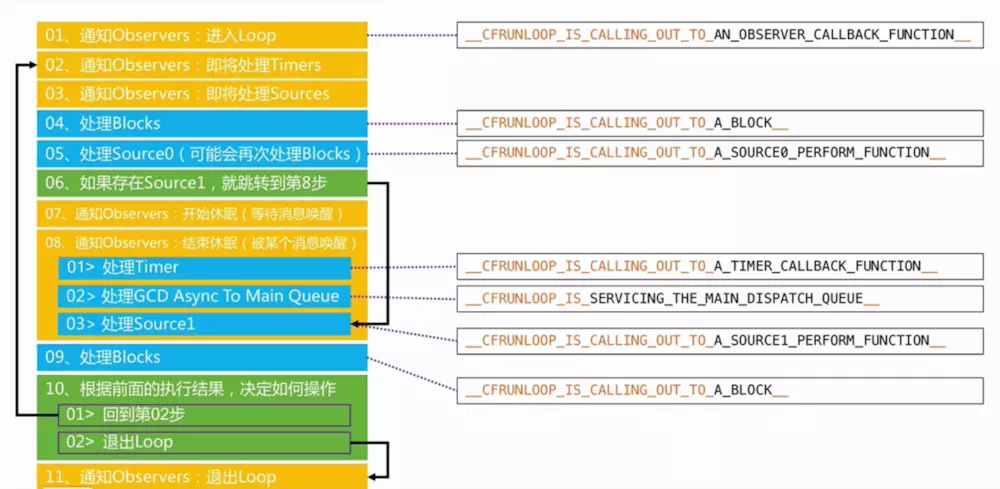 01、通知Observers：进入Loop
__CFRUNLOOP_IS_CALLING_OUT_TO_AN_OBSERVER_CALLBACK_FUNCTION__
02、通知Observers：即将处理Timers
03、通知Observers：即将处理Sources
04、处理Blocks
__CFRUNLOOP_IS_CALLING_OUT_TO_A_BLOCK__
05、处理Source0（可能会再次处理Blocks）
__CFRUNLOOP_IS_CALLING_OUT_TO_A_SOURCE0_PERFORM_FUNCTION__
06、如果存在Source1，就跳转到第8步
07、通知Observers：开始休眠（等待消息唤醒）
08、通知Observers：结束休眠（被某个消息唤醒）
01> 处理Timer
__CFRUNLOOP_IS_CALLING_OUT_TO_A_TIMER_CALLBACK_FUNCTION__
02> 处理GCD Async To Main Queue
__CFRUNLOOP_IS_SERVICING_THE_MAIN_DISPATCH_QUEUE__
03> 处理Source1
__CFRUNLOOP_IS_CALLING_OUT_TO_A_SOURCE1_PERFORM_FUNCTION__
09、处理Blocks
__CFRUNLOOP_IS_CALLING_OUT_TO_A_BLOCK__
10、根据前面的执行结果，决定如何操作
01> 回到第02步
02> 退出Loop
11、通知Observers：退出Loop